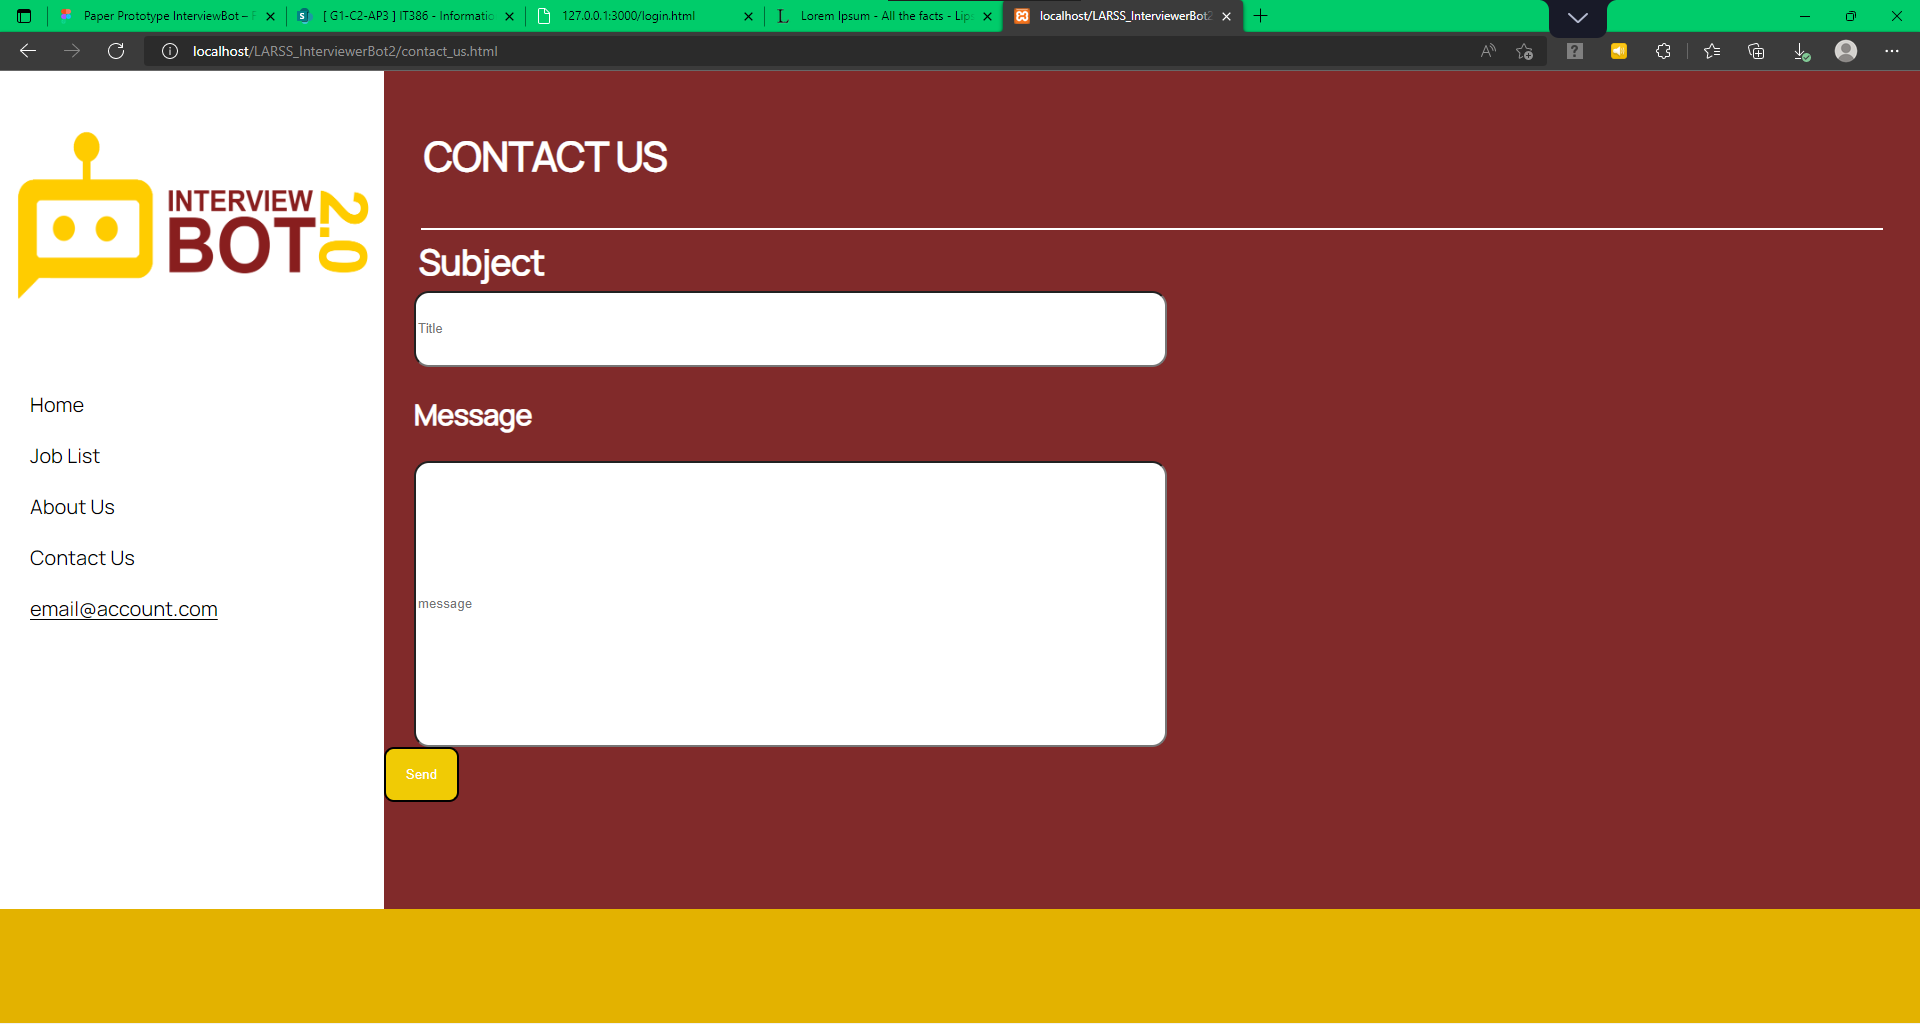 Paper Prototype InterviewBot – F
[ G1-C2-AP3 ] IT386 - Informatio
127.0.0.1:3000/login.html
Lorem Ipsum - All the facts - Lips
localhost/LARSS_InterviewerBot2
localhost/LARSS_InterviewerBot2/contact_us.html
INTERVIEW
BOT
2.0
Home
Job List
About Us
Contact Us
email@account.com
CONTACT US
Subject
Title
Message
message
Send